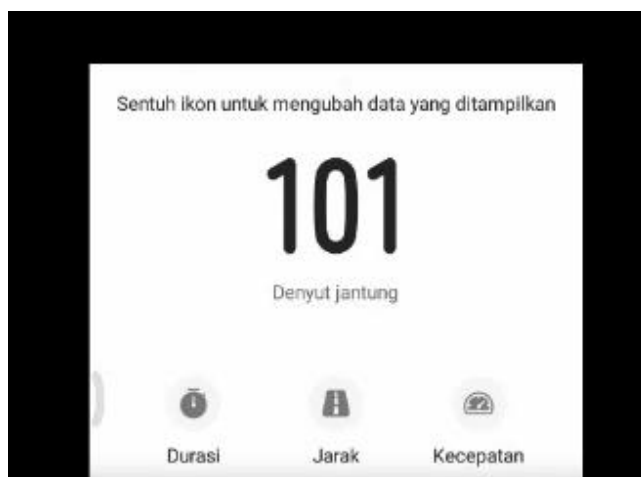 Sentuh ikon untuk mengubah data yang ditampilkan
101
Denyut jantung
Durasi
Jarak
Kecepatan